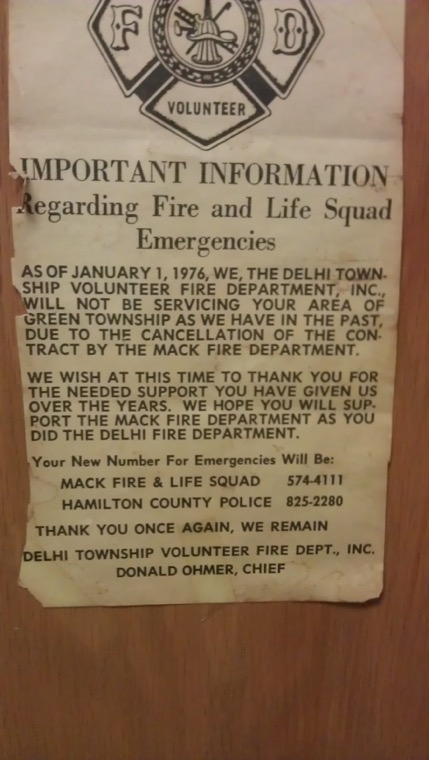 F D
VOLUNTEER
IMPORTANT INFORMATION
Regarding Fire and Life Squad
Emergencies
AS OF JANUARY 1, 1976, WE, THE DELHI TOWN-
SHIP VOLUNTEER FIRE DEPARTMENT, INC.,
WILL NOT BE SERVICING YOUR AREA OF
GREEN TOWNSHIP AS WE HAVE IN THE PAST,
DUE TO THE CANCELLATION OF THE CON-
TRACT BY THE MACK FIRE DEPARTMENT.
WE WISH AT THIS TIME TO THANK YOU FOR
THE NEEDED SUPPORT YOU HAVE GIVEN US
OVER THE YEARS. WE HOPE YOU WILL SUP-
PORT THE MACK FIRE DEPARTMENT AS YOU
DID THE DELHI FIRE DEPARTMENT.
Your New Number For Emergencies Will Be:
MACK FIRE & LIFE SQUAD 574-4111
HAMILTON COUNTY POLICE 825-2280
THANK YOU ONCE AGAIN, WE REMAIN
DELHI TOWNSHIP VOLUNTEER FIRE DEPT., INC.
DONALD OHMER, CHIEF